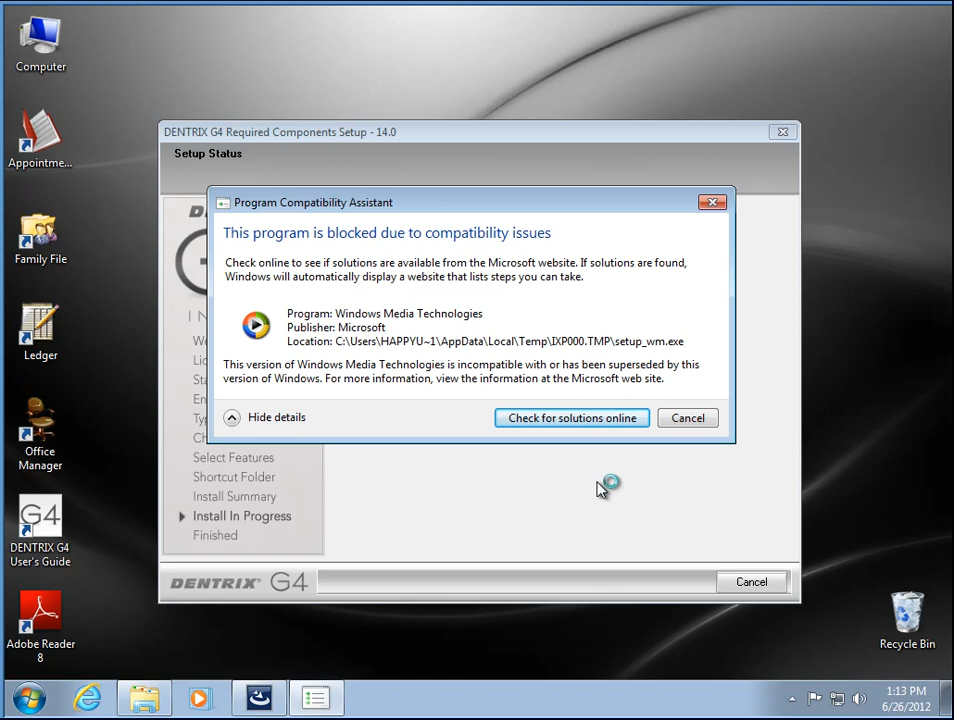 Computer
Appointme...
Family File
Ledger
Office
Manager
G4
DENTRIX G4
User's Guide
Adobe Reader
8
DENTRIX G4 Required Components Setup - 14.0
Setup Status
Program Compatibility Assistant
This program is blocked due to compatibility issues
Check online to see if solutions are available from the Microsoft website. If solutions are found,
Windows will automatically display a website that lists steps you can take.
Program: Windows Media Technologies
Publisher: Microsoft
Location: C:\Users\HAPPYU~1\AppData\Local\Temp\IXP000.TMP\setup_wm.exe
This version of Windows Media Technologies is incompatible with or has been superseded by this
version of Windows. For more information, view the information at the Microsoft web site.
Hide details
Check for solutions online
Cancel
Select Features
Shortcut Folder
Install Summary
Install In Progress
Finished
DENTRIX G4
Cancel
Recycle Bin
1:13 PM
6/26/2012